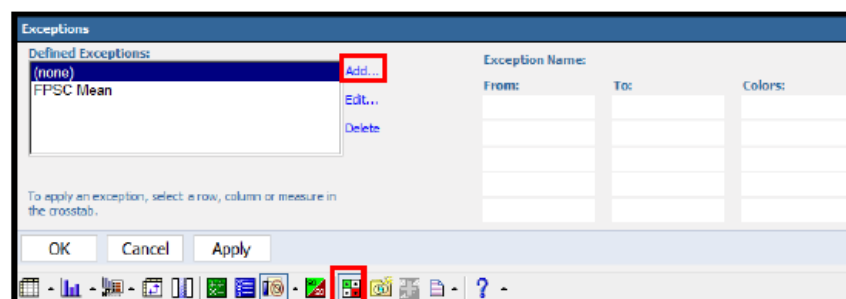 Exceptions
Defined Exceptions:
(none)
FPSC Mean
Add...
Edit...
Delete
To apply an exception, select a row, column or measure in
the crosstab.
Exception Name:
From: To: Colors:
OK Cancel Apply
?